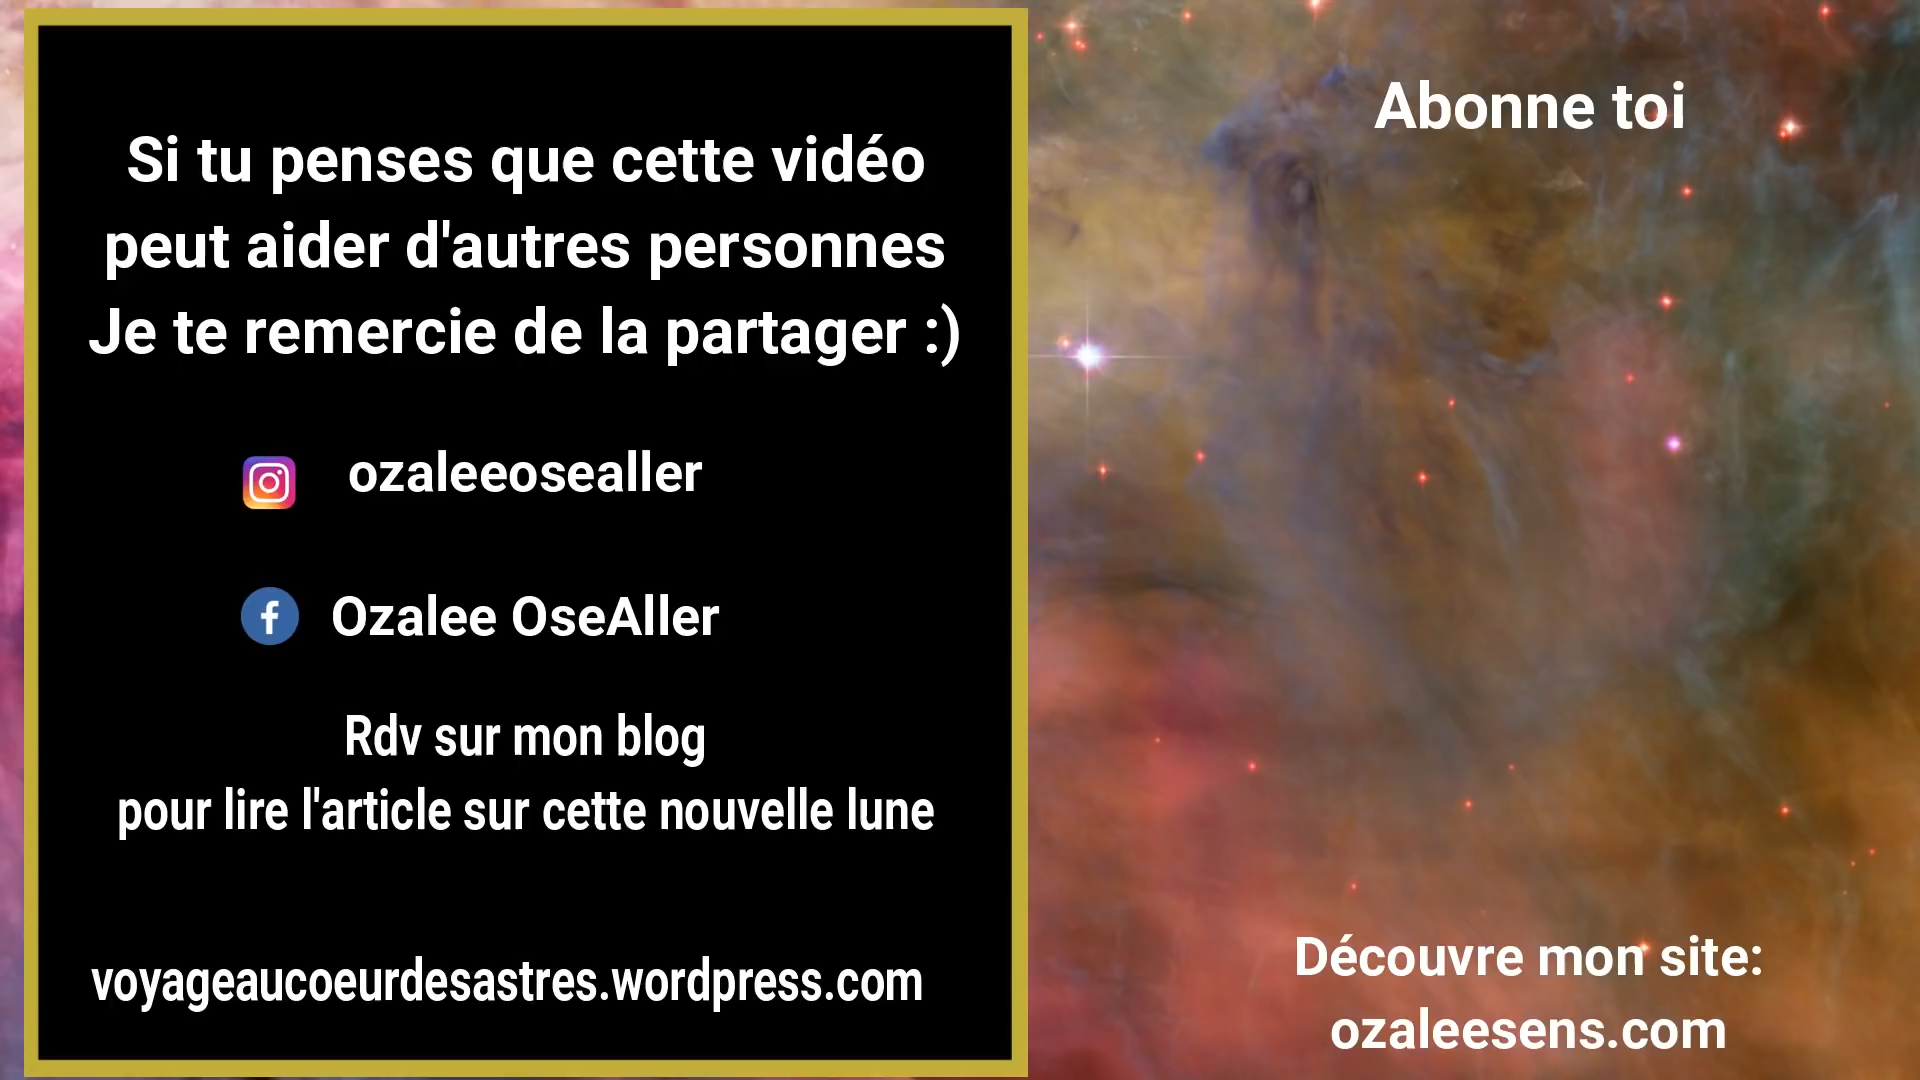 Si tu penses que cette vidéo
peut aider d'autres personnes
Je te remercie de la partager :)
ozaleeosealler
Ozalee OseAller
Rdv sur mon blog
pour lire l'article sur cette nouvelle lune
voyageaucoeurdesastres.wordpress.com
Abonne toi
Découvre mon site:
ozaleesens.com